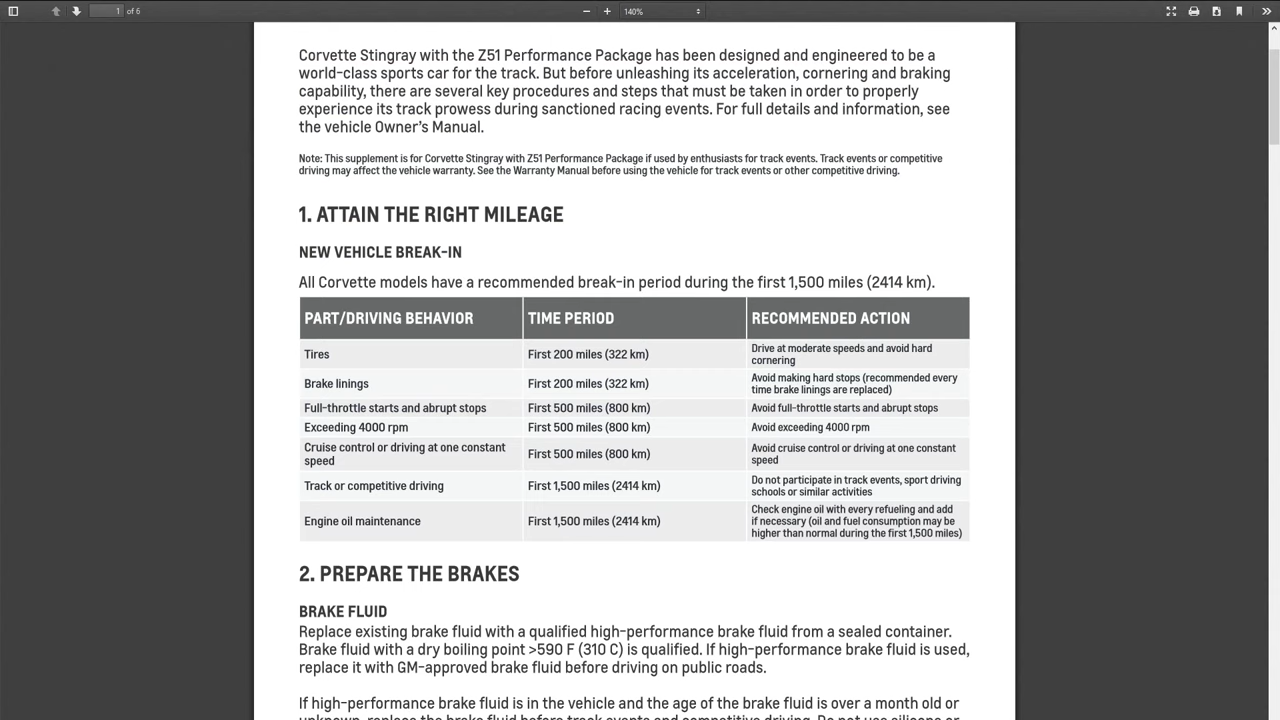 1 of 6
140%
Corvette Stingray with the Z51 Performance Package has been designed and engineered to be a
world-class sports car for the track. But before unleashing its acceleration, cornering and braking
capability, there are several key procedures and steps that must be taken in order to properly
experience its track prowess during sanctioned racing events. For full details and information, see
the vehicle Owner's Manual.
Note: This supplement is for Corvette Stingray with Z51 Performance Package if used by enthusiasts for track events. Track events or competitive
driving may affect the vehicle warranty. See the Warranty Manual before using the vehicle for track events or other competitive driving.
1. ATTAIN THE RIGHT MILEAGE
NEW VEHICLE BREAK-IN
All Corvette models have a recommended break-in period during the first 1,500 miles (2414 km).
PART/DRIVING BEHAVIOR TIME PERIOD RECOMMENDED ACTION
Tires First 200 miles (322 km) Drive at moderate speeds and avoid hard
cornering
Brake linings First 200 miles (322 km) Avoid making hard stops (recommended every
time brake linings are replaced)
Full-throttle starts and abrupt stops First 500 miles (800 km) Avoid full-throttle starts and abrupt stops
Exceeding 4000 rpm First 500 miles (800 km) Avoid exceeding 4000 rpm
Cruise control or driving at one constant
speed First 500 miles (800 km) Avoid cruise control or driving at one constant
speed
Track or competitive driving First 1,500 miles (2414 km) Do not participate in track events, sport driving
schools or similar activities
Engine oil maintenance First 1,500 miles (2414 km) Check engine oil with every refueling and add
if necessary (oil and fuel consumption may be
higher than normal during the first 1,500 miles)
2. PREPARE THE BRAKES
BRAKE FLUID
Replace existing brake fluid with a qualified high-performance brake fluid from a sealed container.
Brake fluid with a dry boiling point >590 F (310 C) is qualified. If high-performance brake fluid is used,
replace it with GM-approved brake fluid before driving on public roads.
If high-performance brake fluid is in the vehicle and the age of the brake fluid is over a month old or
unknown, replace the brake fluid before track events and competitive driving. Do not use silicone or